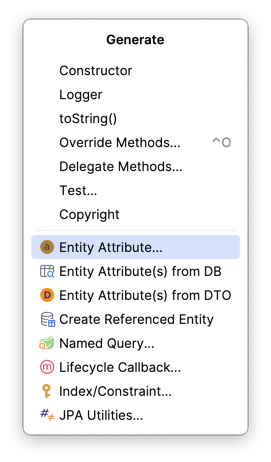 Generate
Constructor
Logger
toString()
Override Methods... ^O
Delegate Methods...
Test...
Copyright
a Entity Attribute...
Entity Attribute(s) from DB
D Entity Attribute(s) from DTO
Create Referenced Entity
Named Query...
m Lifecycle Callback...
Index/Constraint...
JPA Utilities...